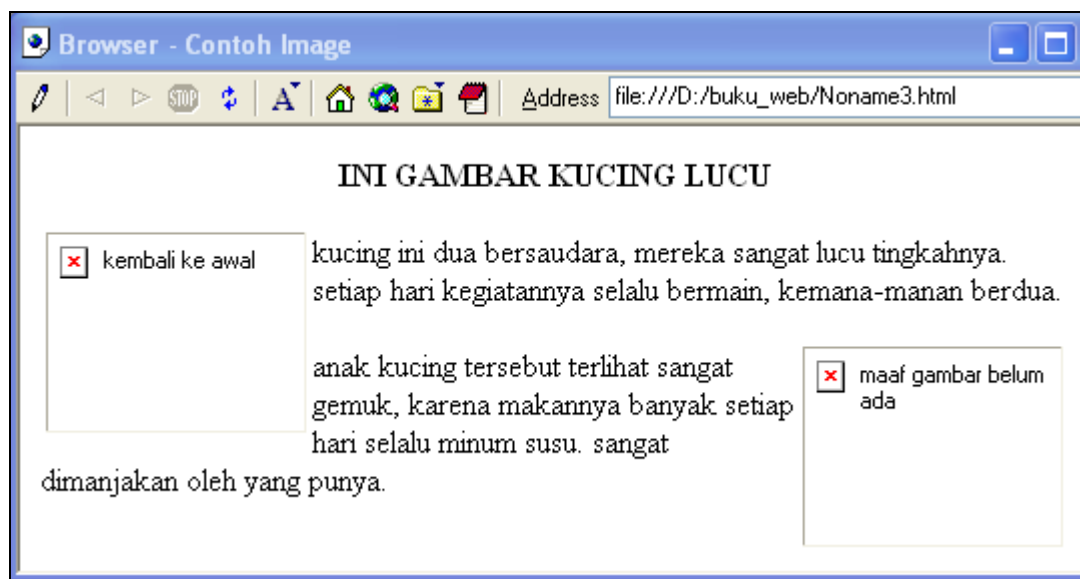 Browser - Contoh Image
STOP A Address file:///D:/buku_web/Noname3.html
INI GAMBAR KUCING LUCU
kembali ke awal
kucing ini dua bersaudara, mereka sangat lucu tingkahnya.
setiap hari kegiatannya selalu bermain, kemana-manan berdua.
anak kucing tersebut terlihat sangat
gemuk, karena makannya banyak setiap
hari selalu minum susu. sangat
dimanjakan oleh yang punya.
maaf gambar belum
ada